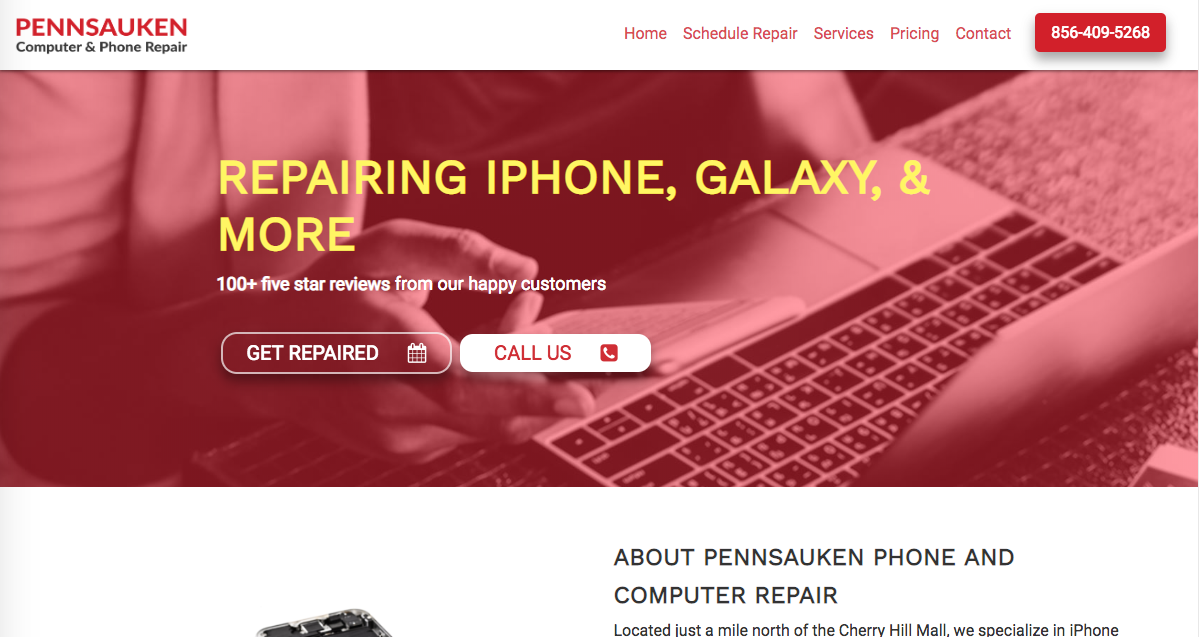 PENNSAUKEN
Computer & Phone Repair
Home Schedule Repair Services Pricing Contact 856-409-5268
REPAIRING IPHONE, GALAXY, &
MORE
100+ five star reviews from our happy customers
GET REPAIRED CALL US
ABOUT PENNSAUKEN PHONE AND
COMPUTER REPAIR
Located just a mile north of the Cherry Hill Mall, we specialize in iPhone